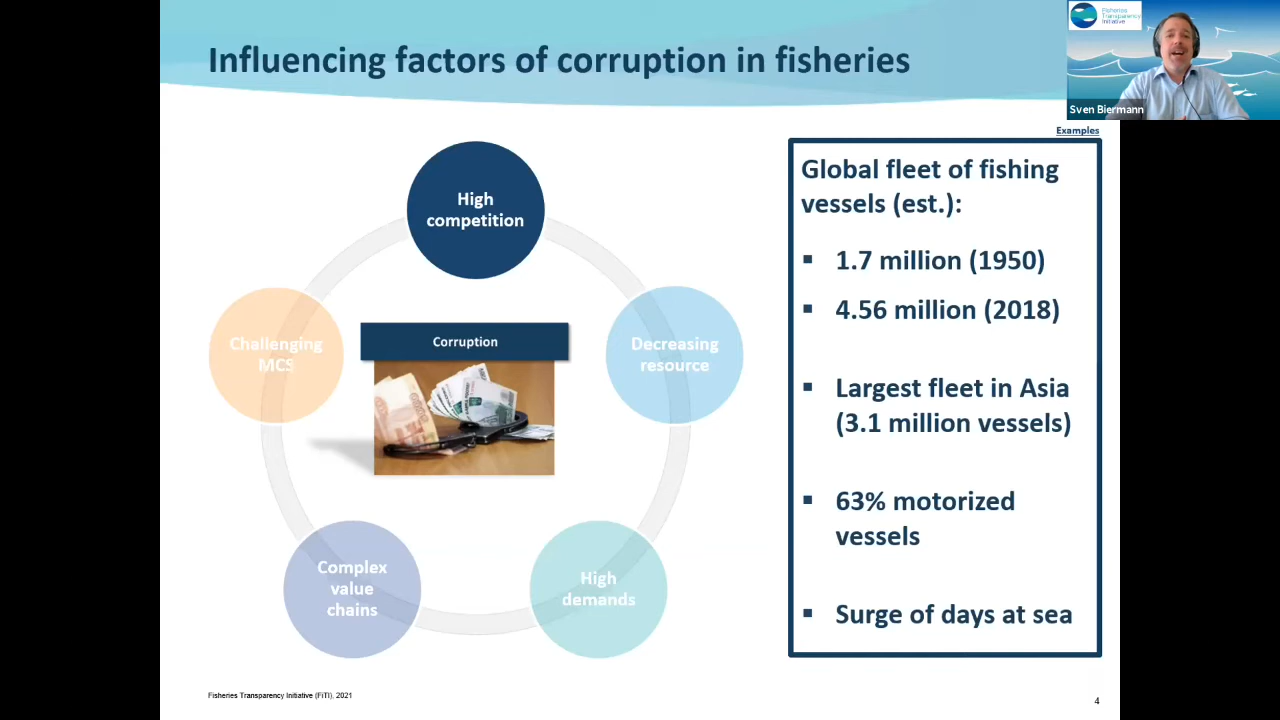 Influencing factors of corruption in fisheries
Fisheries
Transparency
Initiative
Sven Biermann
Examples
High
competition
Challenging
MCS
Corruption
Decreasing
resource
Complex
value
chains
High
demands
Global fleet of fishing
vessels (est.):
▪ 1.7 million (1950)
▪ 4.56 million (2018)
▪ Largest fleet in Asia
(3.1 million vessels)
▪ 63% motorized
vessels
▪ Surge of days at sea
Fisheries Transparency Initiative (FiTI), 2021
4